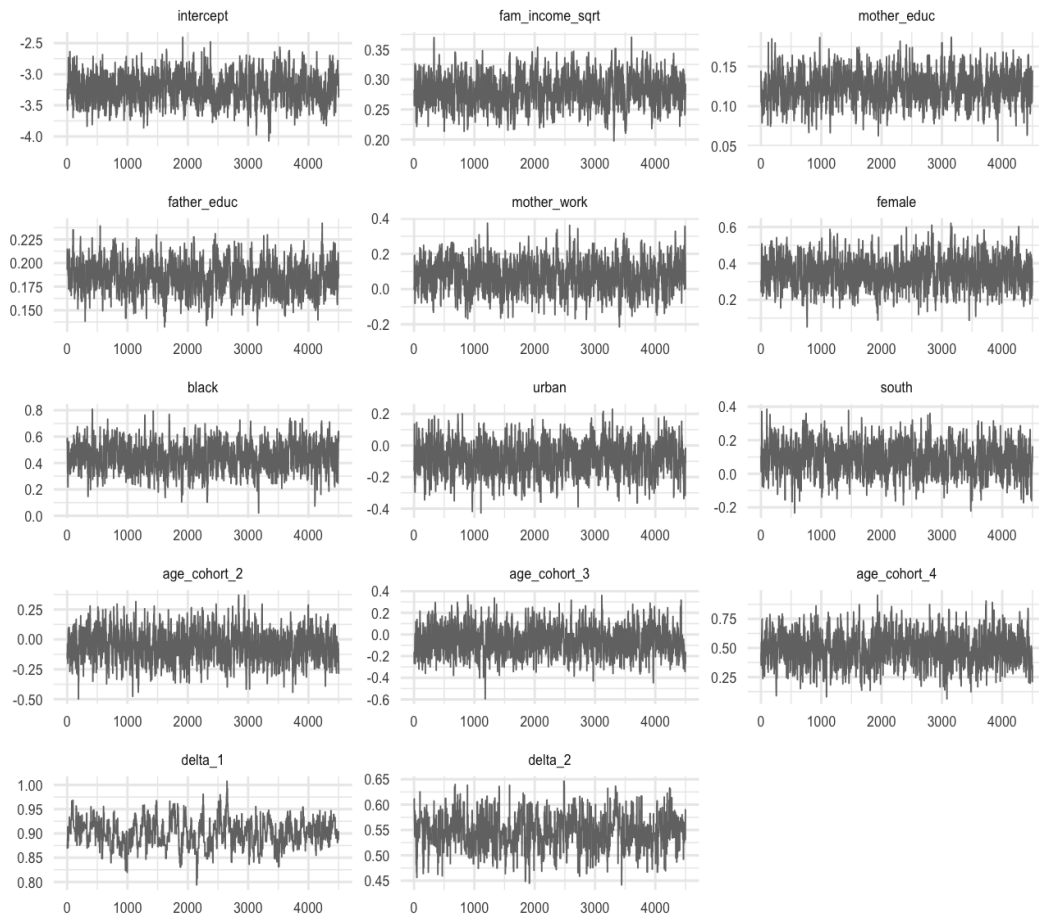 intercept fam_income_sqrt mother_educ
-2.5 0.35 0.15
-3.0 0.30 0.10
-3.5 0.25 0.05
-4.0 0.20
0 1000 2000 3000 4000 0 1000 2000 3000 4000 0 1000 2000 3000 4000
father_educ mother_work female
0.225 0.4 0.6
0.200 0.2 0.4
0.175 0.0 0.2
0.150 -0.2
0 1000 2000 3000 4000 0 1000 2000 3000 4000 0 1000 2000 3000 4000
black urban south
0.8 0.2 0.4
0.6 0.0 0.2
0.4 -0.2 0.0
0.2 -0.4 -0.2
0.0
0 1000 2000 3000 4000 0 1000 2000 3000 4000 0 1000 2000 3000 4000
age_cohort_2 age_cohort_3 age_cohort_4
0.25 0.4 0.75
0.00 0.2 0.50
-0.25 0.0 0.25
-0.50 -0.2
-0.4
-0.6
0 1000 2000 3000 4000 0 1000 2000 3000 4000 0 1000 2000 3000 4000
delta_1 delta_2
1.00 0.65
0.95 0.60
0.90 0.55
0.85 0.50
0.80 0.45
0 1000 2000 3000 4000 0 1000 2000 3000 4000